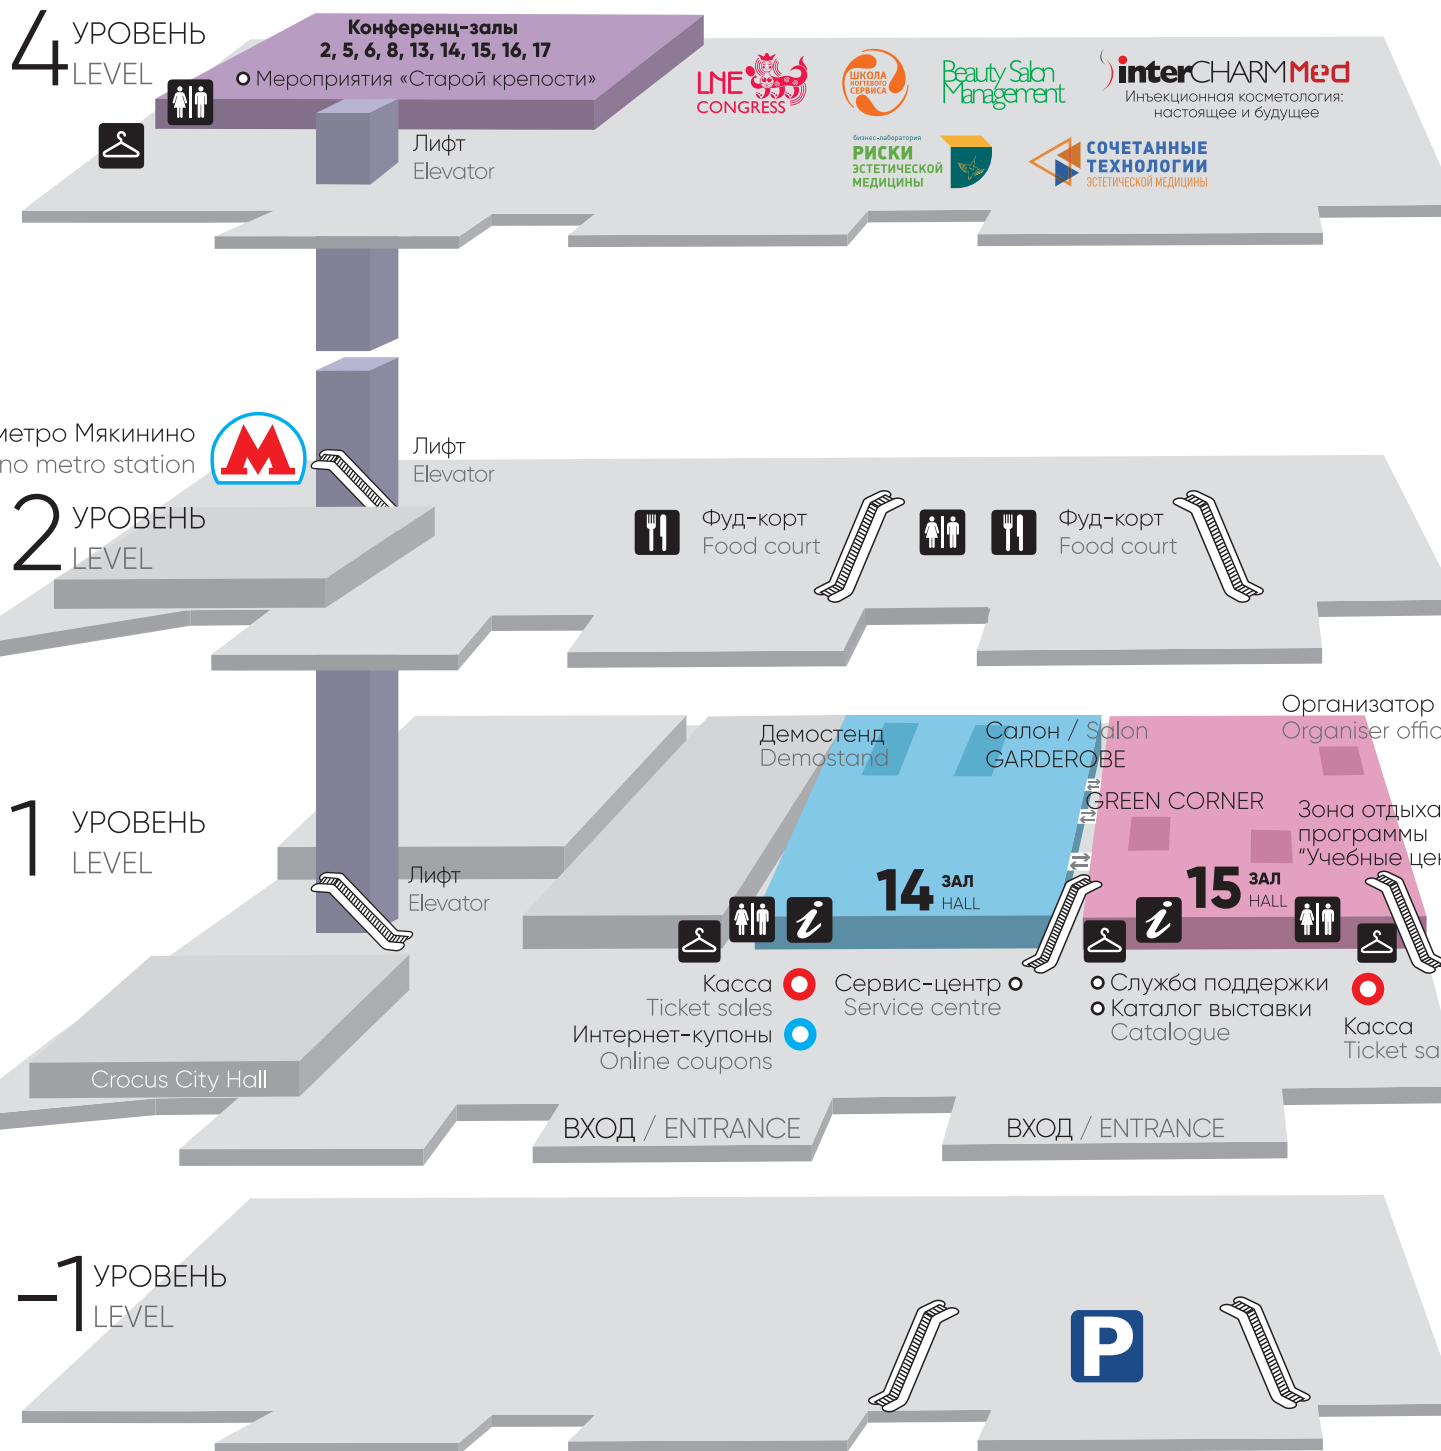 4 УРОВЕНЬ
LEVEL
Конференц-залы
2, 5, 6, 8, 13, 14, 15, 16, 17
Мероприятия «Старой крепости»
Лифт
Elevator
LNE
CONGRESS
ШКОЛА
НОГТЕВОГО
СЕРВИСА
Beauty Salon
Management
interCHARMMed
Инъекционная косметология:
настоящее и будущее
бизнес-лаборатория
РИСКИ
ЭСТЕТИЧЕСКОЙ
МЕДИЦИНЫ
СОЧЕТАННЫЕ
ТЕХНОЛОГИИ
ЭСТЕТИЧЕСКОЙ МЕДИЦИНЫ
метро Мякинино
no metro station
М
Лифт
Elevator
2 УРОВЕНЬ
LEVEL
Фуд-корт
Food court
Фуд-корт
Food court
1 УРОВЕНЬ
LEVEL
Лифт
Elevator
Демостенд
Demostand
Салон / Salon
GARDEROBE
Организатор
Organiser offic
GREEN CORNER
Зона отдыха
программы
"Учебные цен
14 ЗАЛ
HALL
15 ЗАЛ
HALL
i
i
Касса
Ticket sales
Интернет-купоны
Online coupons
Сервис-центр
Service centre
Служба поддержки
Каталог выставки
Catalogue
Касса
Ticket sa
Crocus City Hall
ВХОД / ENTRANCE
ВХОД / ENTRANCE
-1 УРОВЕНЬ
LEVEL
P